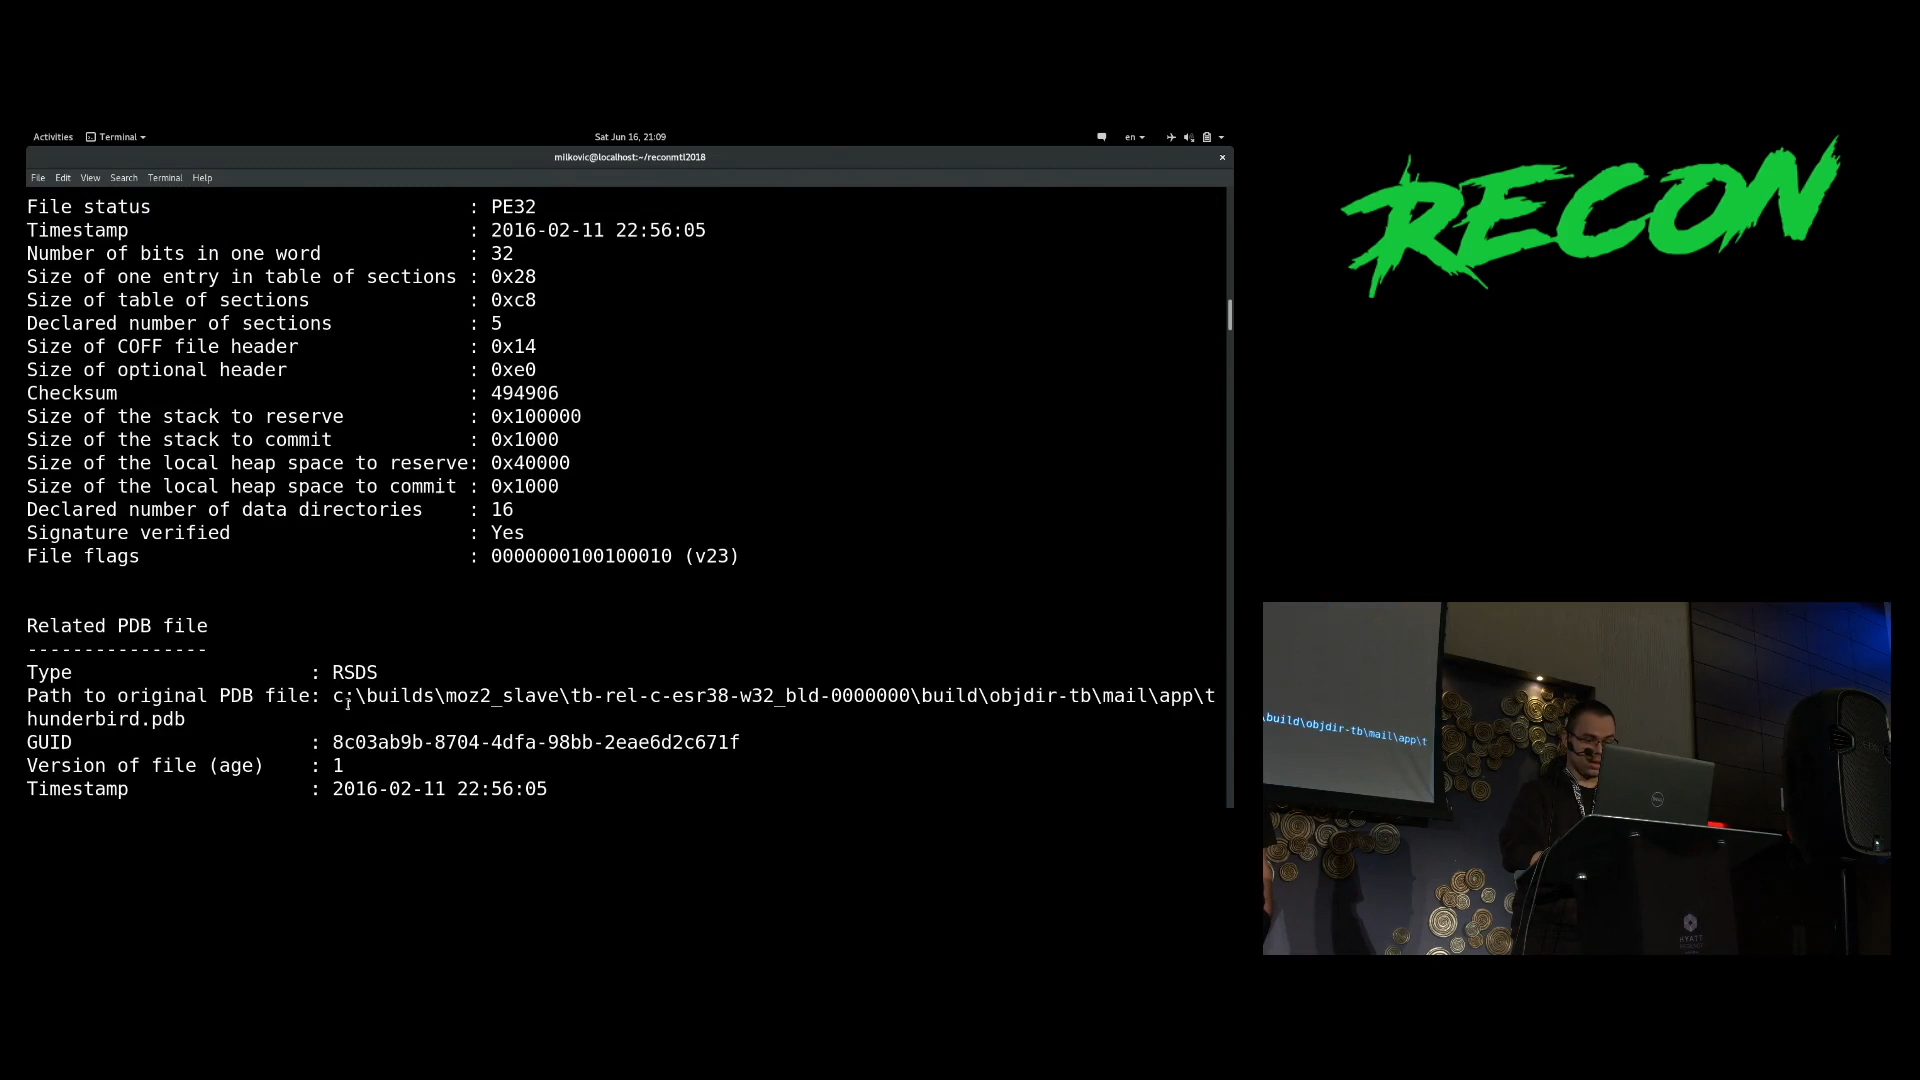 Activities Terminal Sat Jun 16, 21:09 en
milkovic@localhost:~/reconmtl2018 ×
File Edit View Search Terminal Help
File status : PE32
Timestamp : 2016-02-11 22:56:05
Number of bits in one word : 32
Size of one entry in table of sections : 0x28
Size of table of sections : 0xc8
Declared number of sections : 5
Size of COFF file header : 0x14
Size of optional header : 0xe0
Checksum : 494906
Size of the stack to reserve : 0x100000
Size of the stack to commit : 0x1000
Size of the local heap space to reserve: 0x40000
Size of the local heap space to commit : 0x1000
Declared number of data directories : 16
Signature verified : Yes
File flags : 0000000100100010 (v23)
Related PDB file
----------------
Type : RSDS
Path to original PDB file: c:\builds\moz2_slave\tb-rel-c-esr38-w32_bld-0000000\build\objdir-tb\mail\app\t
hunderbird.pdb
GUID : 8c03ab9b-8704-4dfa-98bb-2eae6d2c671f
Version of file (age) : 1
Timestamp : 2016-02-11 22:56:05
RECON
\build\objdir-tb\mail\app\t
DELL
HYATT